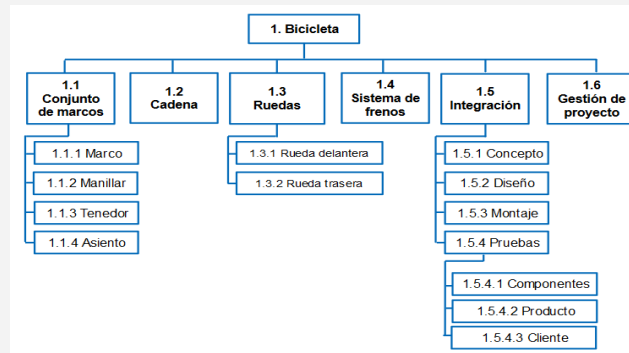 1. Bicicleta
1.1
Conjunto
de marcos
1.2
Cadena
1.3
Ruedas
1.4
Sistema de
frenos
1.5
Integración
1.6
Gestión de
proyecto
1.1.1 Marco
1.1.2 Manillar
1.1.3 Tenedor
1.1.4 Asiento
1.3.1 Rueda delantera
1.3.2 Rueda trasera
1.5.1 Concepto
1.5.2 Diseño
1.5.3 Montaje
1.5.4 Pruebas
1.5.4.1 Componentes
1.5.4.2 Producto
1.5.4.3 Cliente